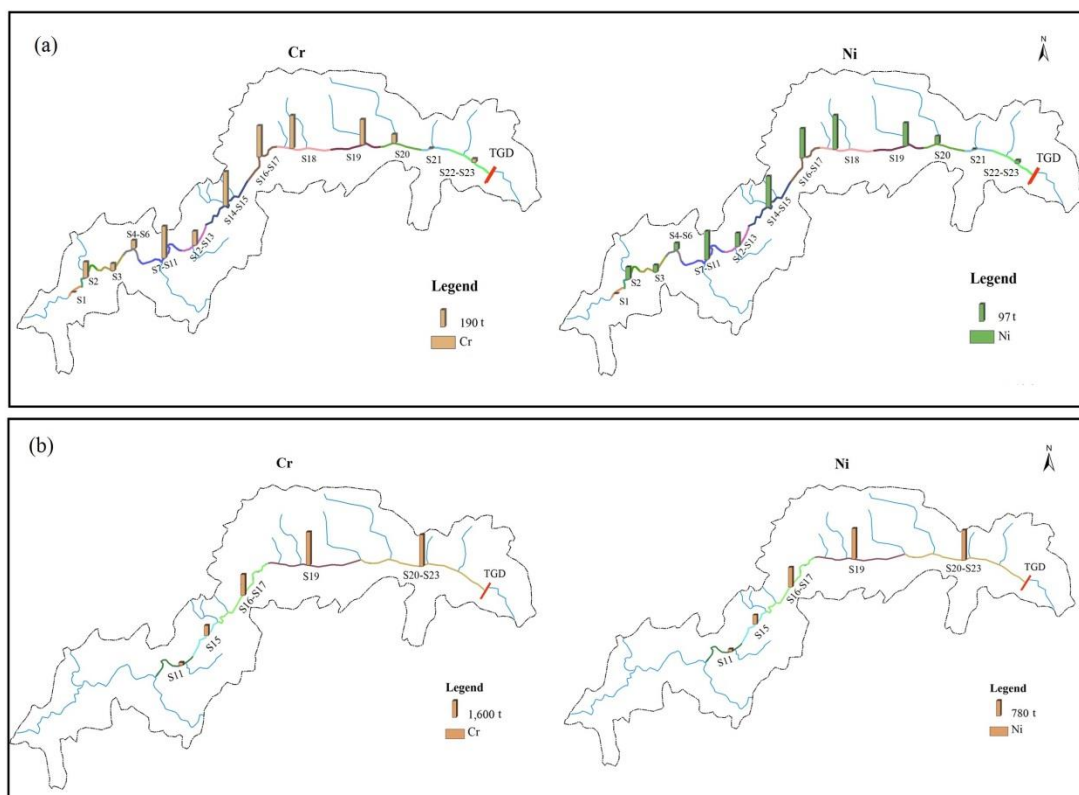 (a)
Cr
N
S1
S2
S3
S4-S6
S7-S11
S12-S13
S14-S15
S16-S17
S18
S19
S20
S21
S22-S23
TGD
Legend
190 t
Cr
Ni
N
S1
S2
S3
S4-S6
S7-S11
S12-S13
S14-S15
S16-S17
S18
S19
S20
S21
S22-S23
TGD
Legend
97 t
Ni
(b)
Cr
S11
S15
S16-S17
S19
S20-S23
TGD
Legend
1,600 t
Cr
Ni
N
S11
S15
S16-S17
S19
S20-S23
TGD
Legend
780 t
Ni